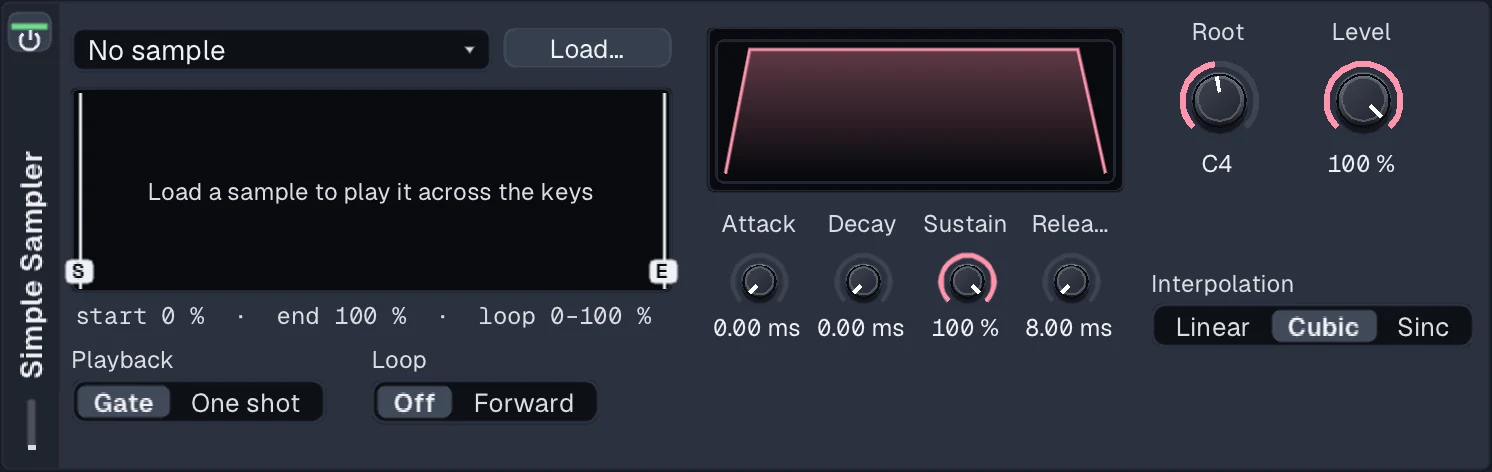 Simple Sampler
No sample
Load...
Load a sample to play it across the keys
S
E
start 0 % · end 100 % · loop 0-100 %
Playback
Gate One shot
Loop
Off Forward
Attack Decay Sustain Relea...
0.00 ms 0.00 ms 100 % 8.00 ms
Root Level
C4 100 %
Interpolation
Linear Cubic Sinc